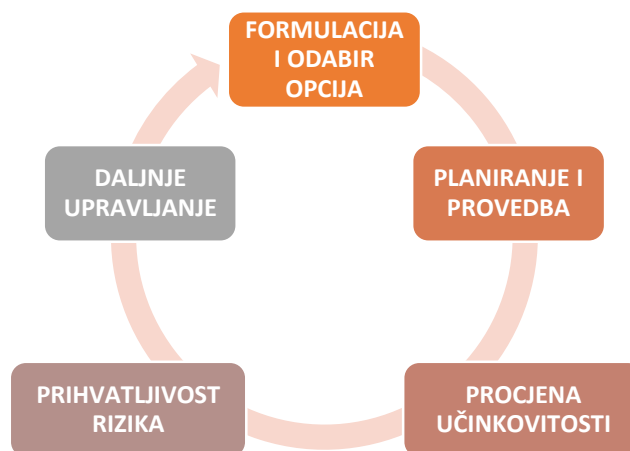 FORMULACIJA
I ODABIR
OPCIJA
PLANIRANJE I
PROVEDBA
PROCJENA
UČINKOVITOSTI
PRIHVATLJIVOST
RIZIKA
DALJNJE
UPRAVLJANJE